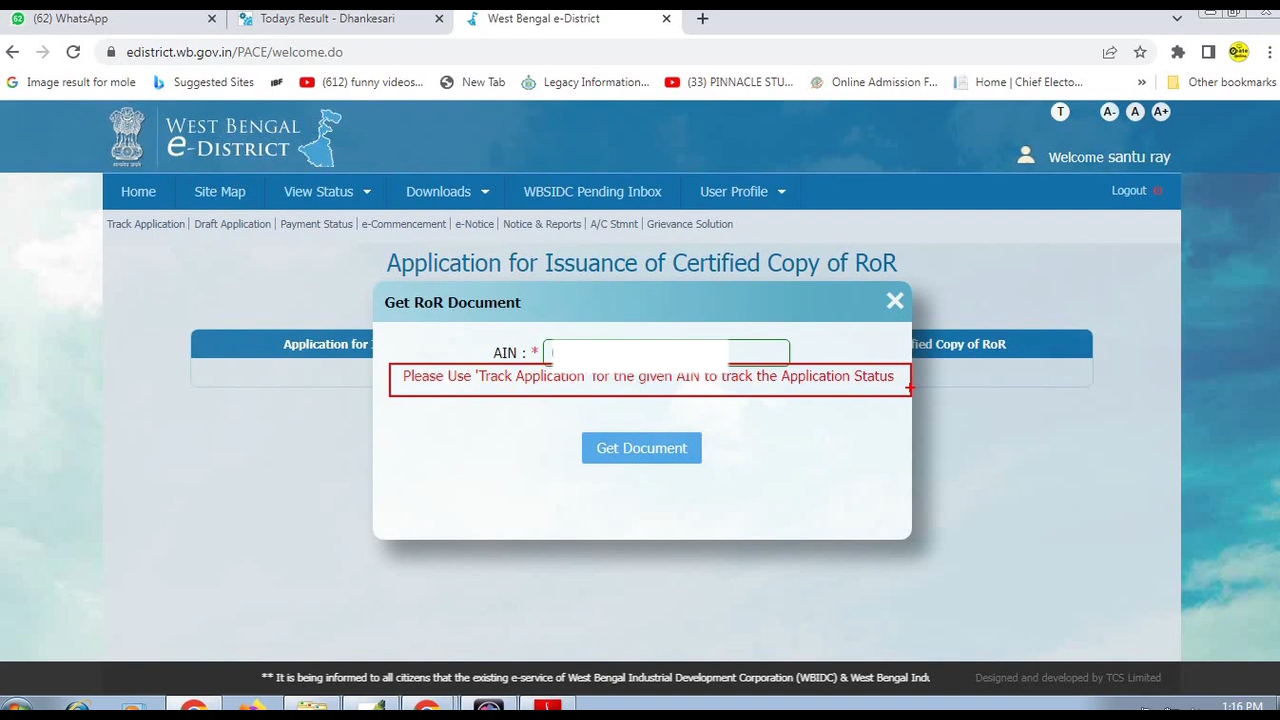 62
(62) WhatsApp
Todays Result - Dhankesari
West Bengal e-District
edistrict.wb.gov.in/PACE/welcome.do
Image result for mole
Suggested Sites
(612) funny videos...
New Tab
Legacy Information...
(33) PINNACLE STU...
Online Admission F...
Home | Chief Electo...
»
Other bookmarks
WEST BENGAL
e-DISTRICT
T
A-
A
A+
Welcome santu ray
Home
Site Map
View Status
Downloads
WBSIDC Pending Inbox
User Profile
Logout
Track Application| Draft Application | Payment Status | e-Commencement | e-Notice | Notice & Reports | A/C Stmnt | Grievance Solution
Application for Issuance of Certified Copy of RoR
Get RoR Document
Application for
fied Copy of RoR
AIN : *
Please Use 'Track Application' for the given AIN to track the Application Status
Get Document
** It is being informed to all citizens that the existing e-service of West Bengal Industrial Development Corporation (WBIDC) & West Bengal Indu
Designed and developed by TCS Limited
1:16 PM